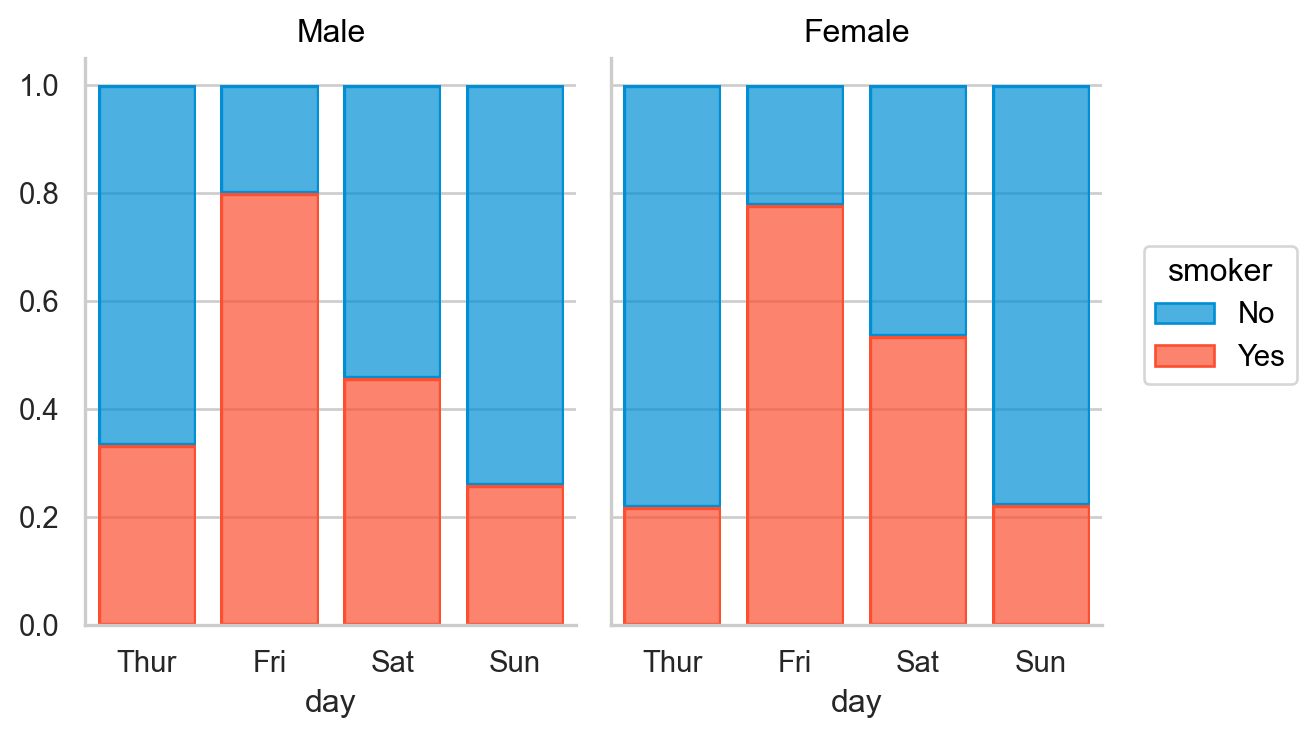 Male
Female
1.0
0.8
0.6
0.4
0.2
0.0
Thur Fri Sat Sun
day
Thur Fri Sat Sun
day
smoker
No
Yes